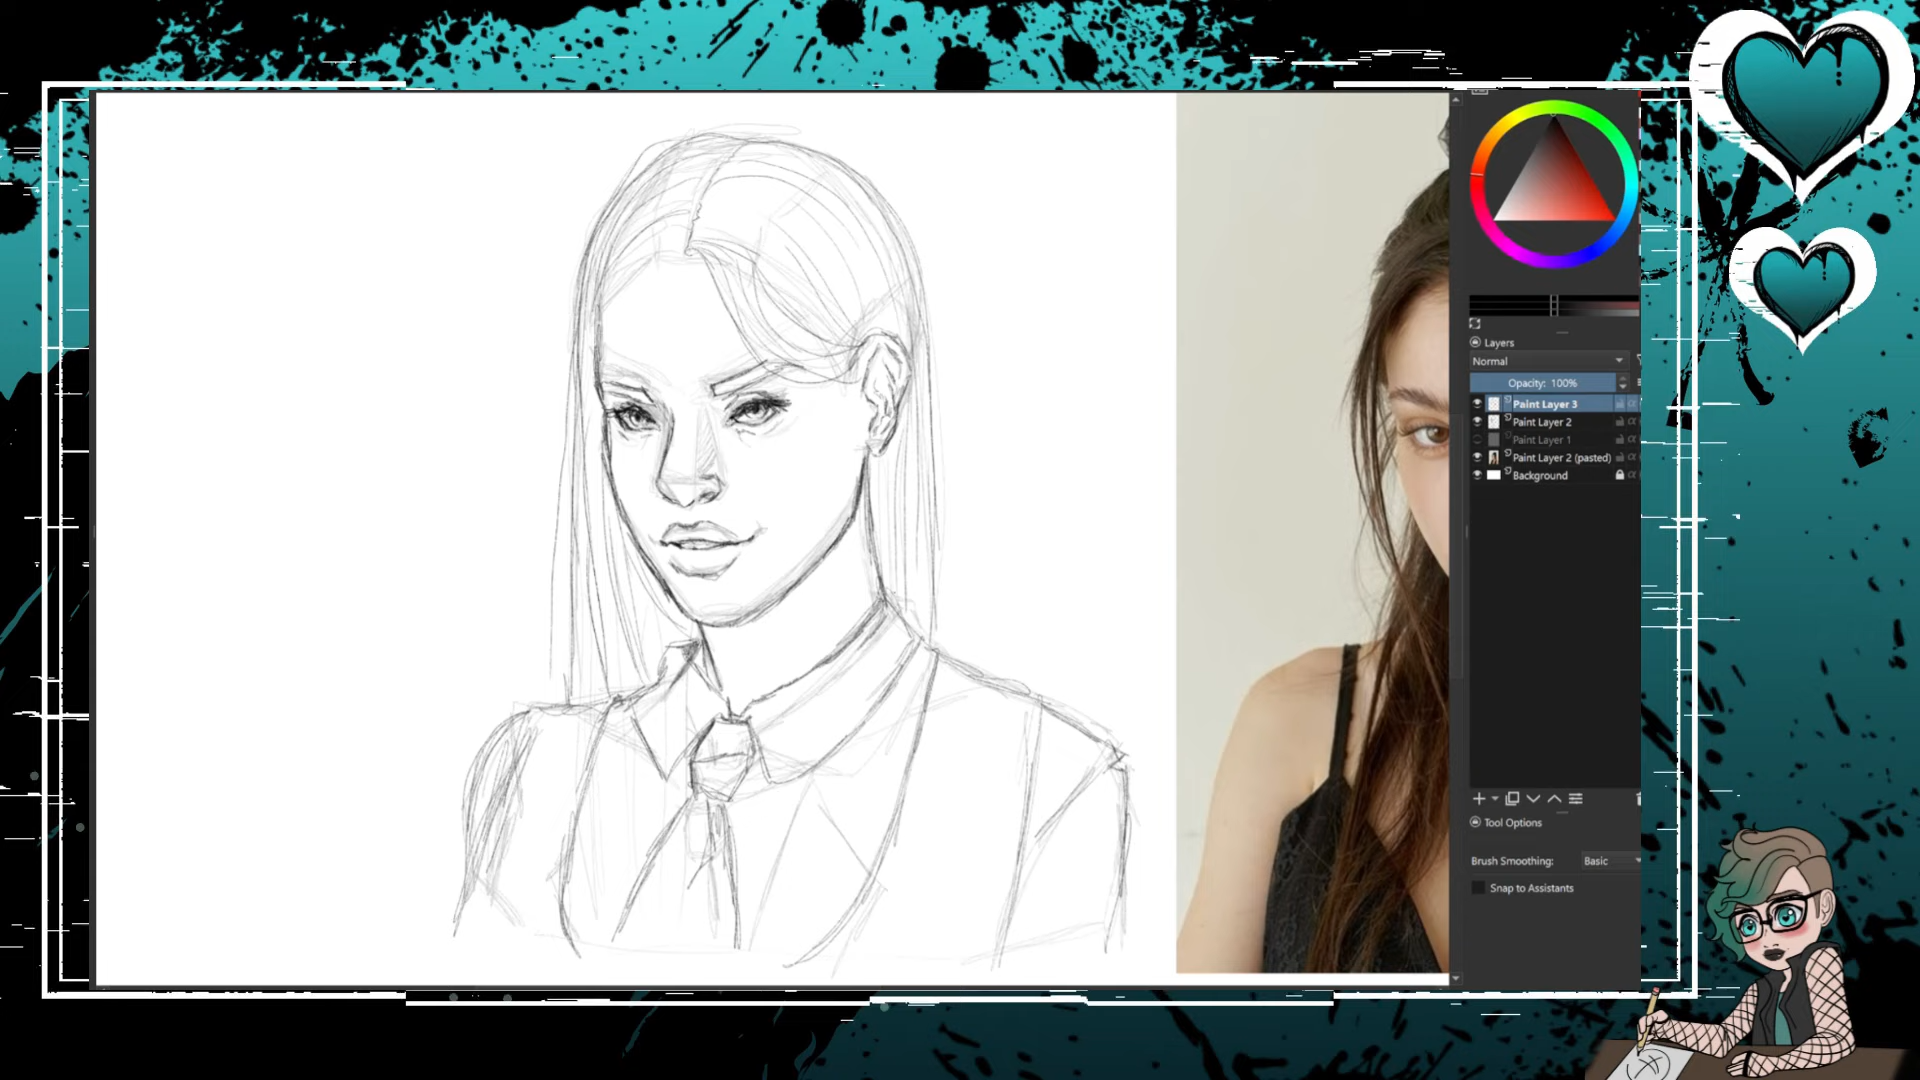 Layers
Normal
Opacity: 100%
Paint Layer 3
Paint Layer 2
Paint Layer 1
Paint Layer 2 (pasted)
Background
Tool Options
Brush Smoothing: Basic
Snap to Assistants